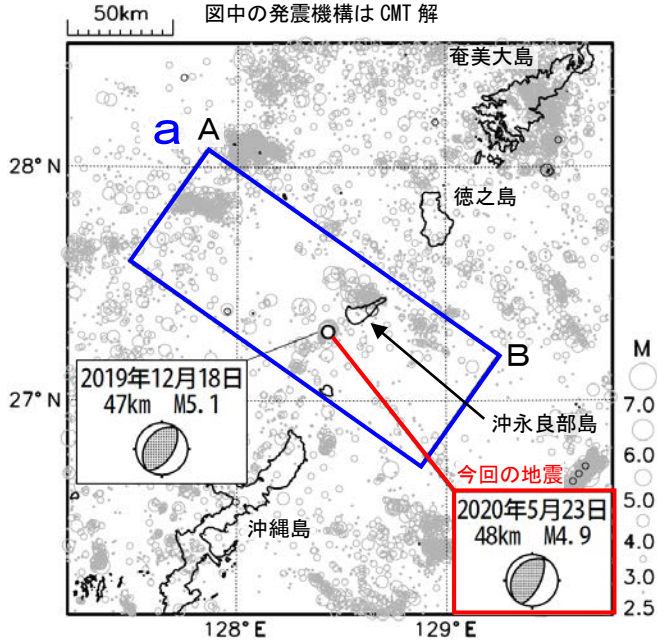 50km
図中の発震機構は CMT 解
奄美大島
a
A
28° N
徳之島
B
2019年12月18日
47km M5.1
27° N
沖永良部島
沖縄島
今回の地震
2020年5月23日
48km M4.9
M
7.0
6.0
5.0
4.0
3.0
2.5
128° E
129° E